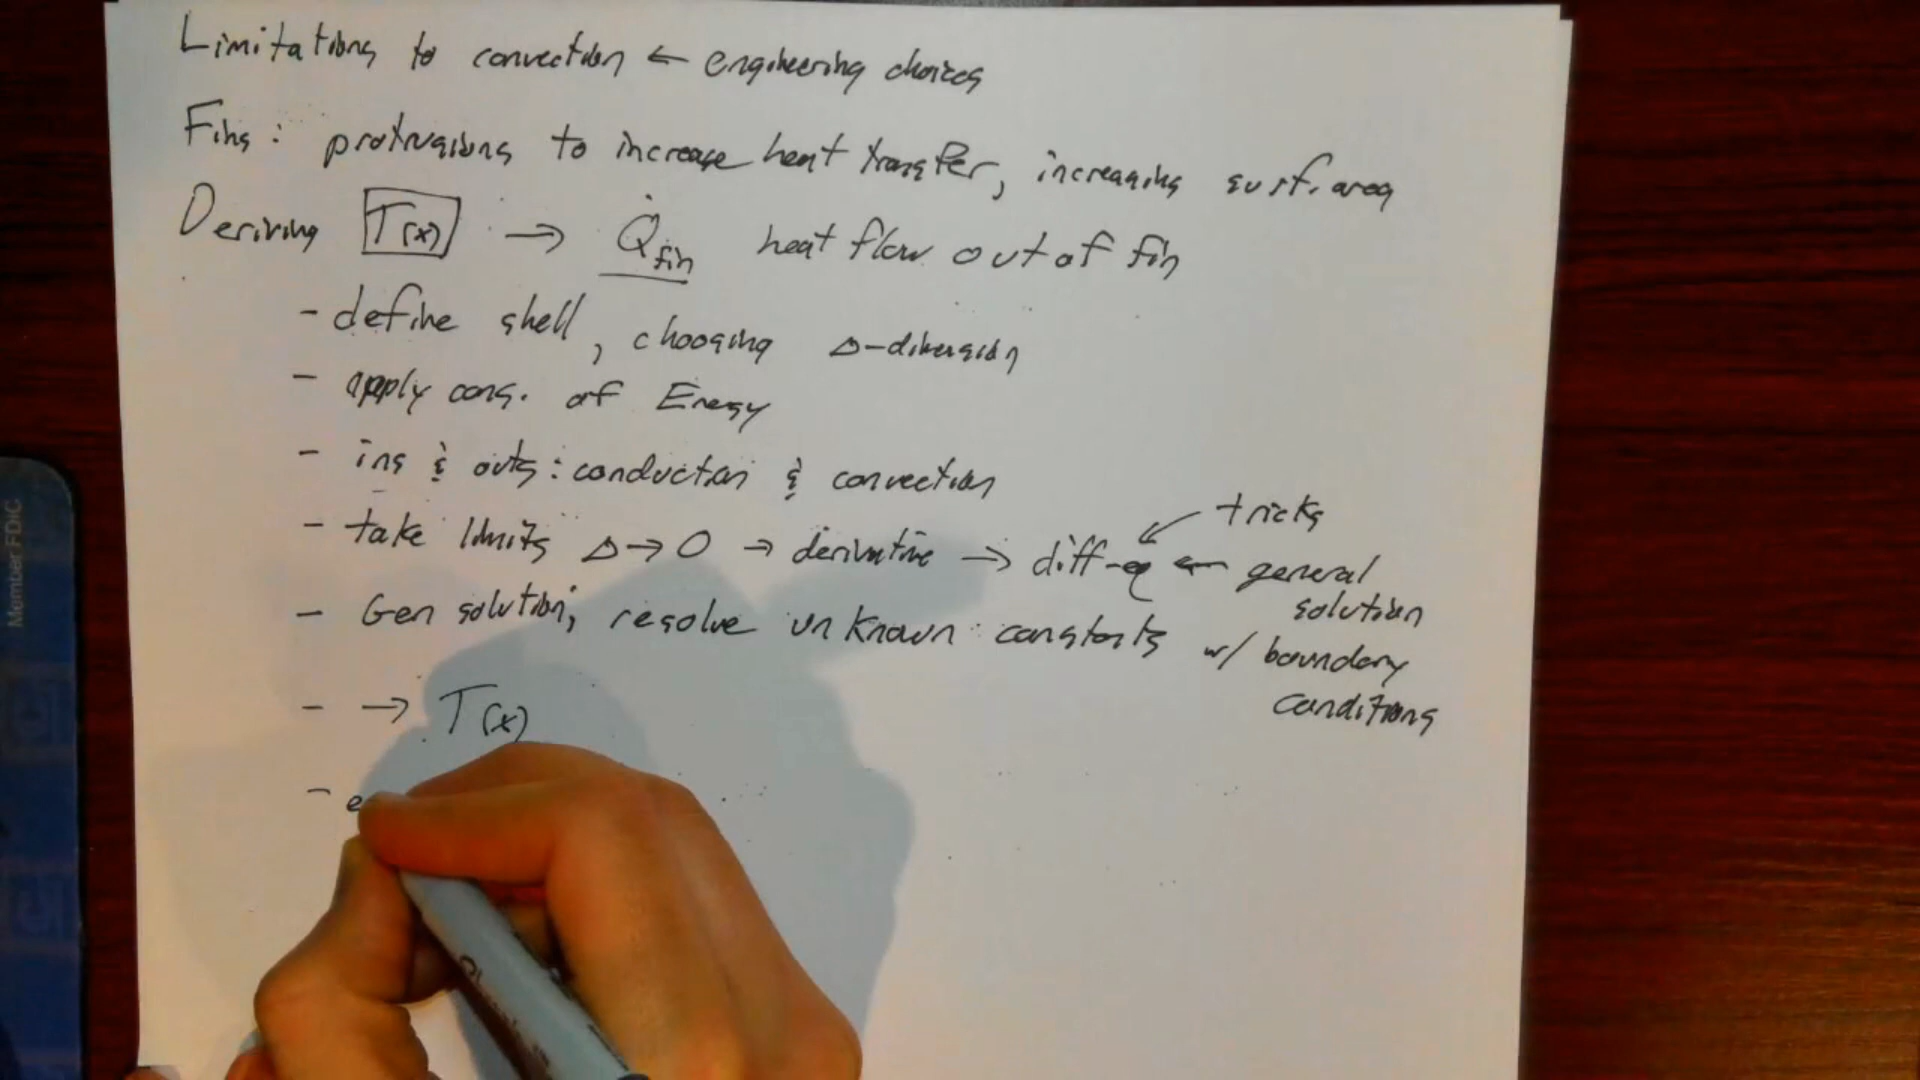 Limitations to convection ← engineering choices
Fins: protrusions to increase heat transfer, increasing surf. area
Deriving T(x) → Q̇fin heat flow out of fin
- define shell, choosing Δ-dimension
- apply cons. of Energy
- ins & outs: conduction & convection
- take limits Δ→0 → derivative → diff-eq ← general solution
tricks
- Gen solution; resolve unknown constants w/ boundary conditions
- → T(x)
- e
Member FDIC